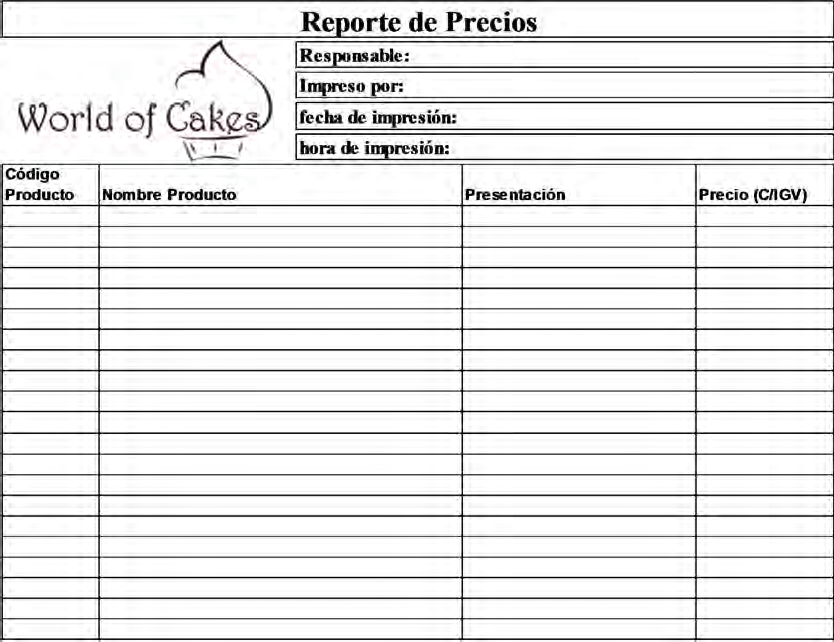 Reporte de Precios
Responsable:
Impreso por:
fecha de impresión:
hora de impresión:
World of Cakes
Código
Producto
Nombre Producto
Presentación
Precio (C/IGV)